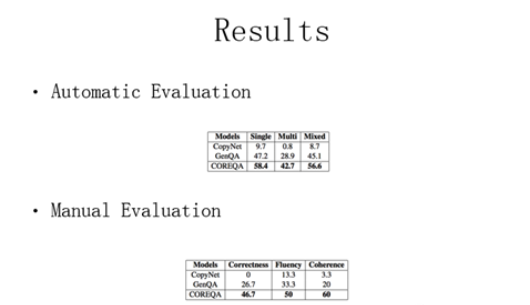 Results
• Automatic Evaluation
Models Single Multi Mixed
CopyNet 9.7 0.8 8.7
GenQA 47.2 28.9 45.1
COREQA 58.4 42.7 56.6
• Manual Evaluation
Models Correctness Fluency Coherence
CopyNet 0 13.3 3.3
GenQA 26.7 33.3 20
COREQA 46.7 50 60